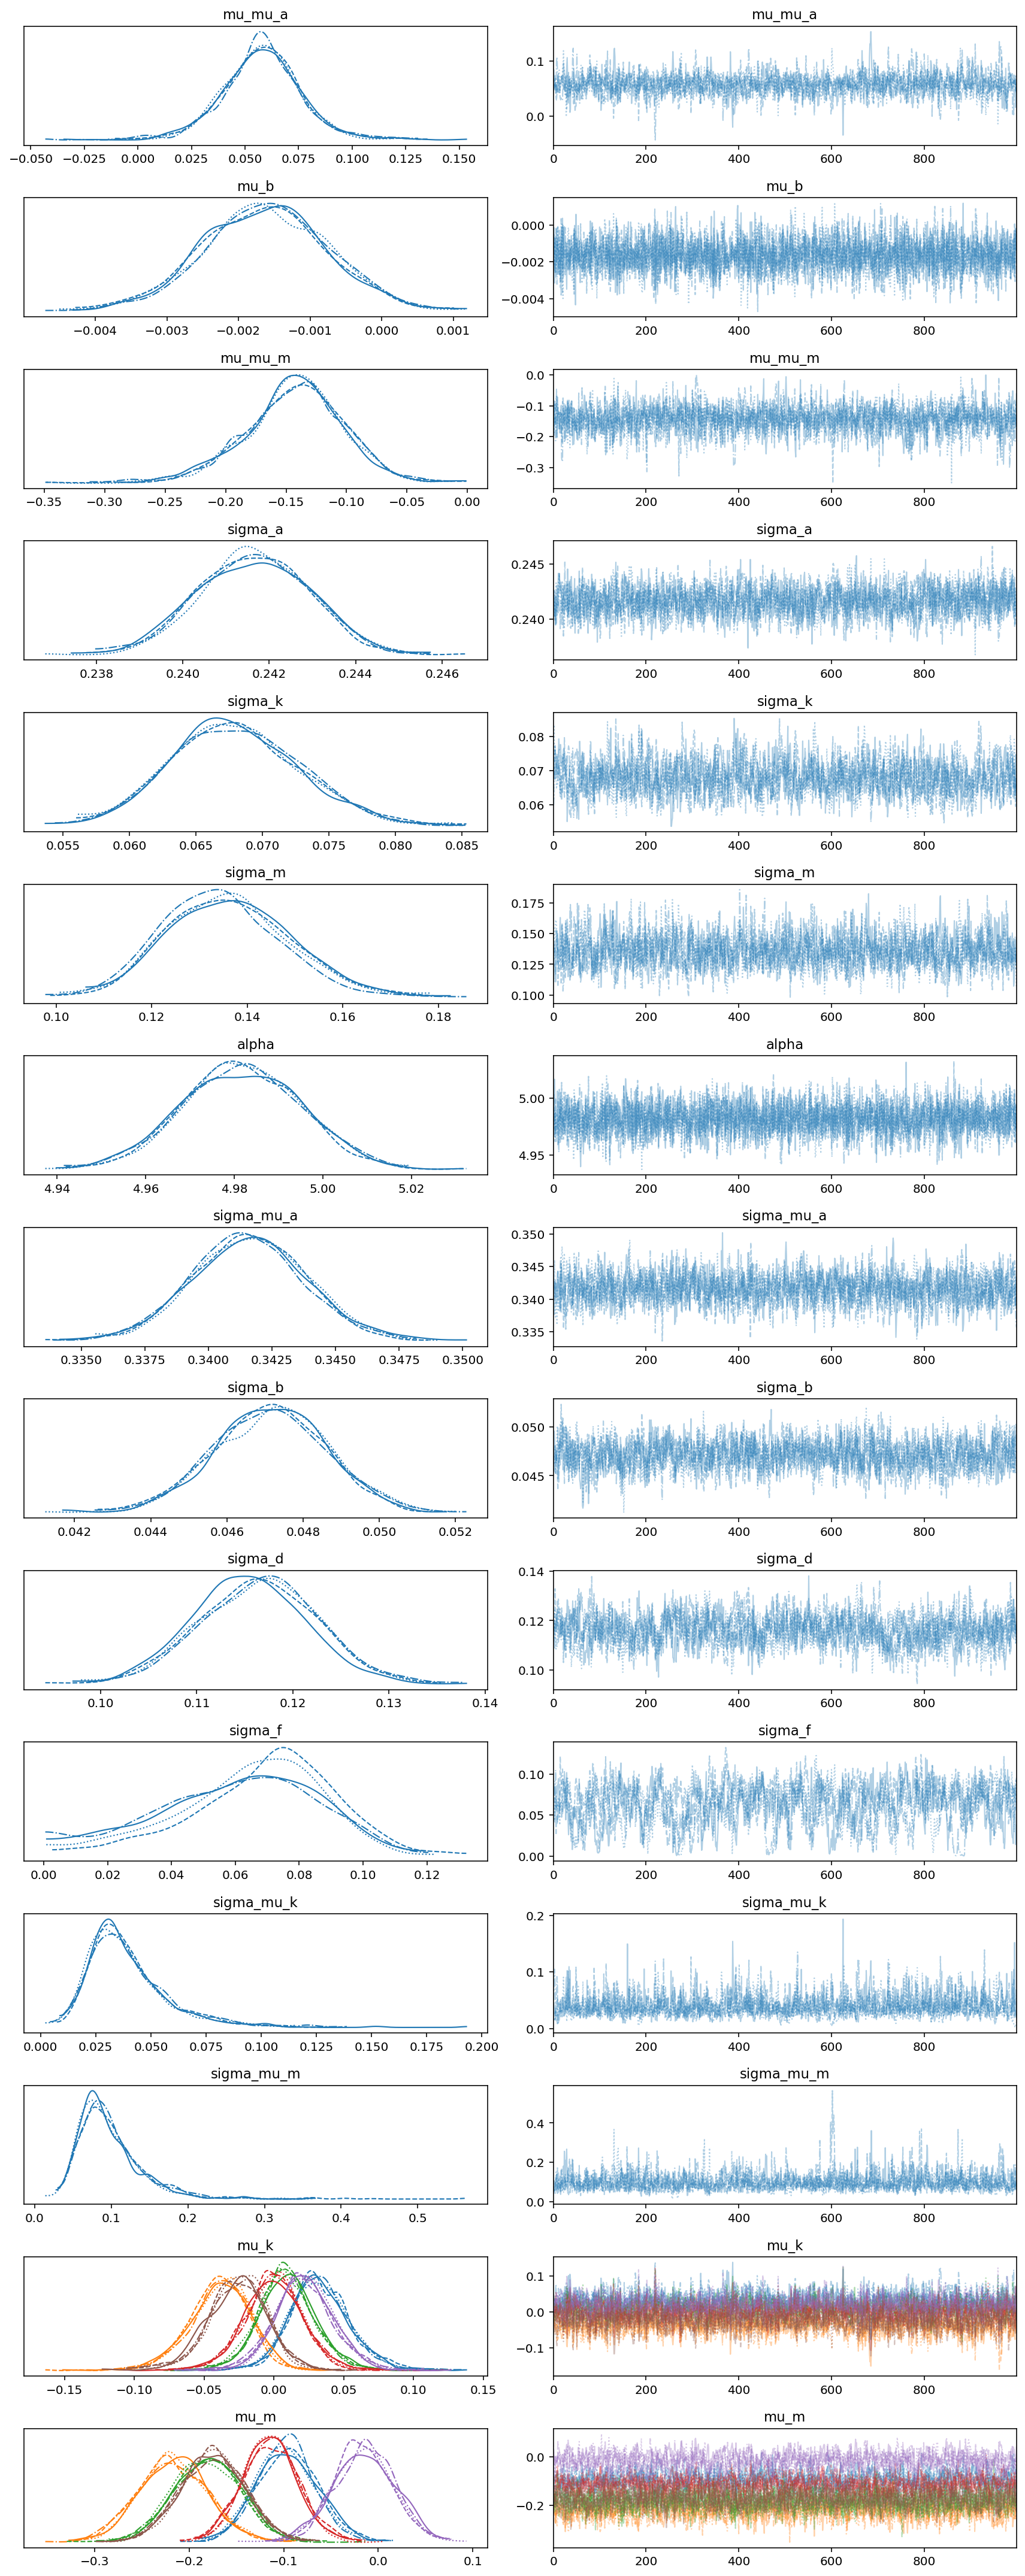 mu_mu_a mu_mu_a
0.1
0.0
−0.050 −0.025 0.000 0.025 0.050 0.075 0.100 0.125 0.150 0 200 400 600 800
mu_b mu_b
0.000
−0.002
−0.004
−0.004 −0.003 −0.002 −0.001 0.000 0.001 0 200 400 600 800
mu_mu_m mu_mu_m
0.0
−0.1
−0.2
−0.3
−0.35 −0.30 −0.25 −0.20 −0.15 −0.10 −0.05 0.00 0 200 400 600 800
sigma_a sigma_a
0.245
0.240
0.238 0.240 0.242 0.244 0.246 0 200 400 600 800
sigma_k sigma_k
0.08
0.07
0.06
0.055 0.060 0.065 0.070 0.075 0.080 0.085 0 200 400 600 800
sigma_m sigma_m
0.175
0.150
0.125
0.100
0.10 0.12 0.14 0.16 0.18 0 200 400 600 800
alpha alpha
5.00
4.95
4.94 4.96 4.98 5.00 5.02 0 200 400 600 800
sigma_mu_a sigma_mu_a
0.350
0.345
0.340
0.335
0.3350 0.3375 0.3400 0.3425 0.3450 0.3475 0.3500 0 200 400 600 800
sigma_b sigma_b
0.050
0.045
0.042 0.044 0.046 0.048 0.050 0.052 0 200 400 600 800
sigma_d sigma_d
0.14
0.12
0.10
0.10 0.11 0.12 0.13 0.14 0 200 400 600 800
sigma_f sigma_f
0.10
0.05
0.00
0.00 0.02 0.04 0.06 0.08 0.10 0.12 0 200 400 600 800
sigma_mu_k sigma_mu_k
0.2
0.1
0.0
0.000 0.025 0.050 0.075 0.100 0.125 0.150 0.175 0.200 0 200 400 600 800
sigma_mu_m sigma_mu_m
0.4
0.2
0.0
0.0 0.1 0.2 0.3 0.4 0.5 0 200 400 600 800
mu_k mu_k
0.1
0.0
−0.1
−0.15 −0.10 −0.05 0.00 0.05 0.10 0.15 0 200 400 600 800
mu_m mu_m
0.0
−0.2
−0.3 −0.2 −0.1 0.0 0.1 0 200 400 600 800